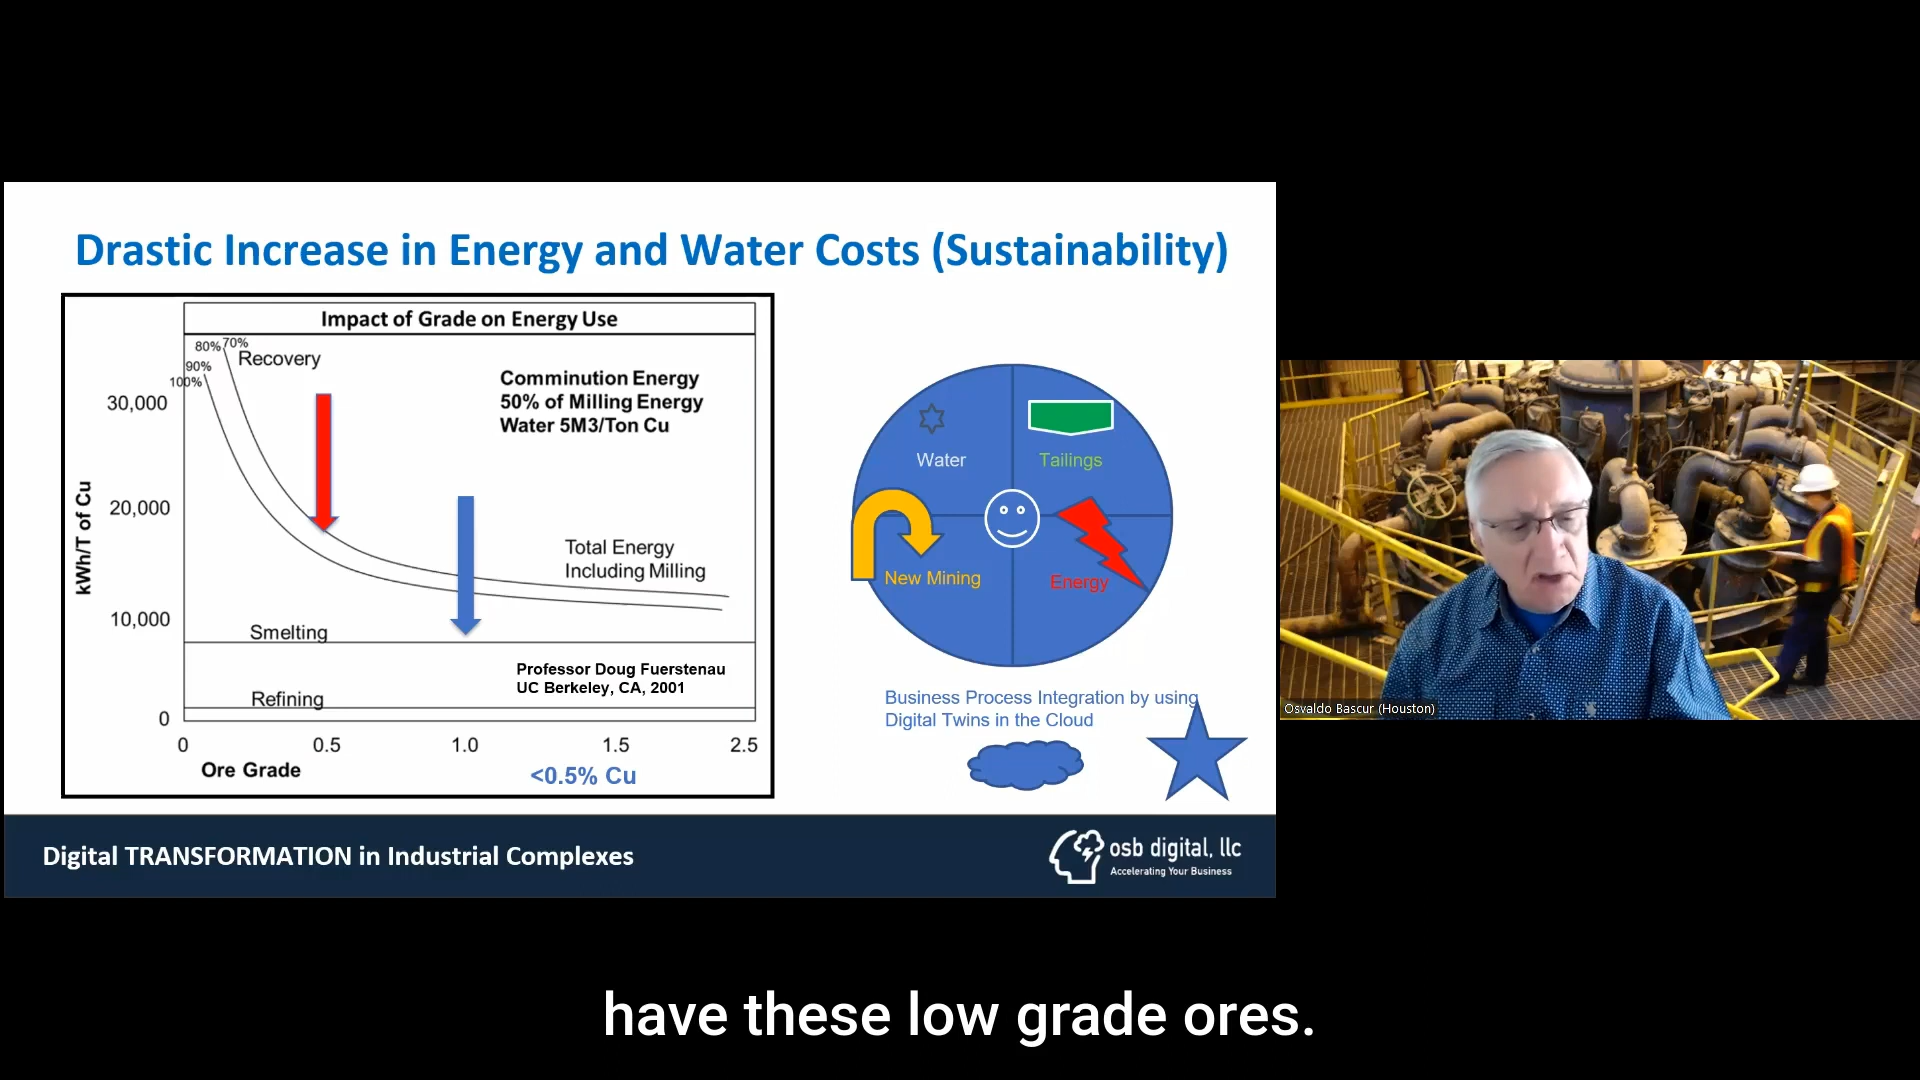 Drastic Increase in Energy and Water Costs (Sustainability)
Impact of Grade on Energy Use
80% 70%
Recovery
90%
100%
Comminution Energy
50% of Milling Energy
Water 5M3/Ton Cu
30,000
20,000
10,000
0
kWh/T of Cu
Total Energy
Including Milling
Smelting
Professor Doug Fuerstenau
UC Berkeley, CA, 2001
Refining
0 0.5 1.0 1.5 2.5
Ore Grade
<0.5% Cu
Water
Tailings
New Mining
Energy
Business Process Integration by using
Digital Twins in the Cloud
Digital TRANSFORMATION in Industrial Complexes
osb digital, llc
Accelerating Your Business
Osvaldo Bascur (Houston)
have these low grade ores.